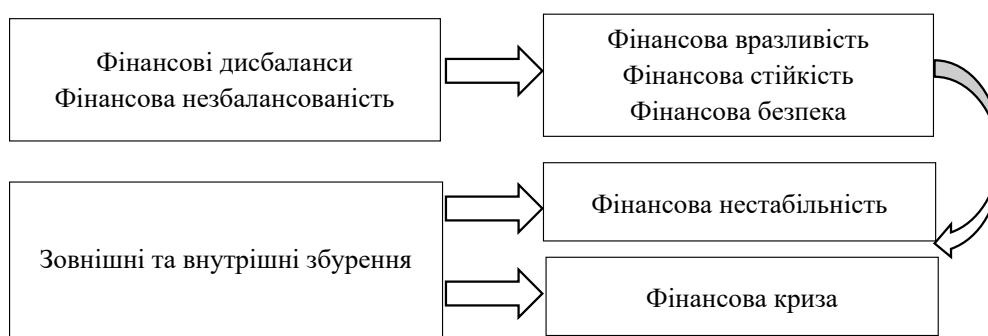 Фінансові дисбаланси
Фінансова незбалансованість
Фінансова вразливість
Фінансова стійкість
Фінансова безпека
Зовнішні та внутрішні збурення
Фінансова нестабільність
Фінансова криза